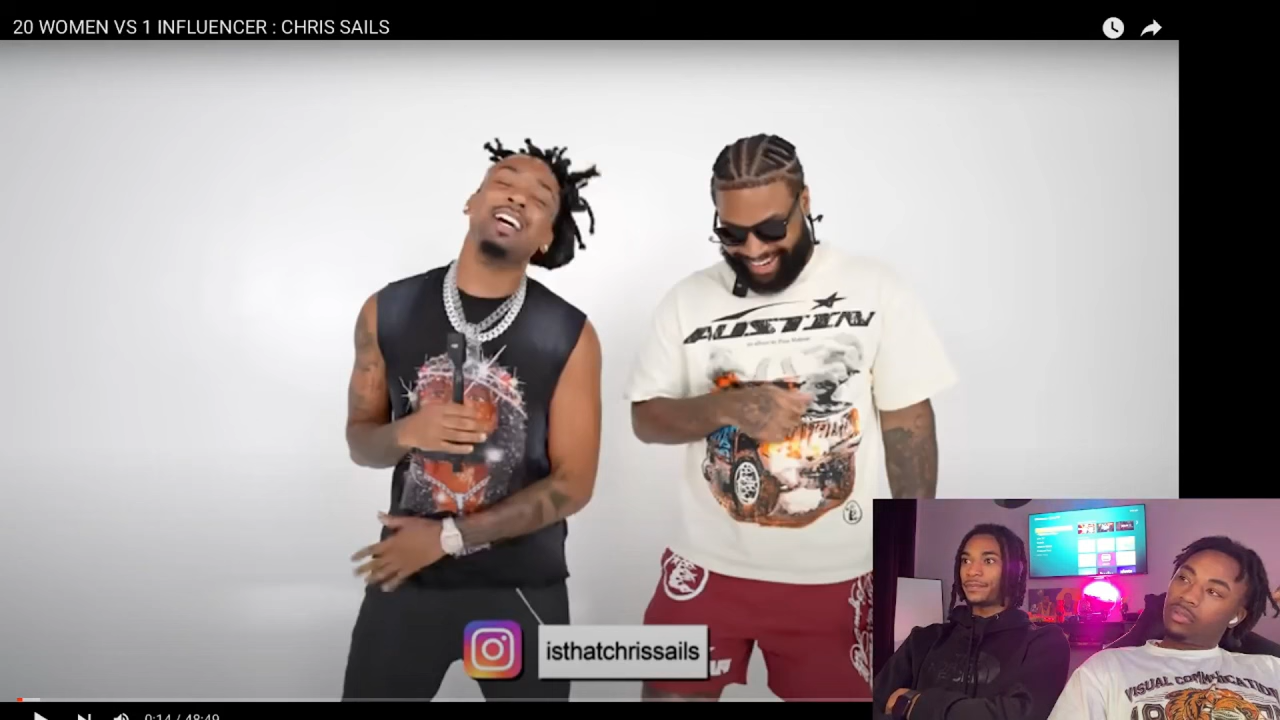 20 WOMEN VS 1 INFLUENCER : CHRIS SAILS
AUSTIN
isthatchrissails
VISUAL COMMUNICATION
0:14 / 48:49